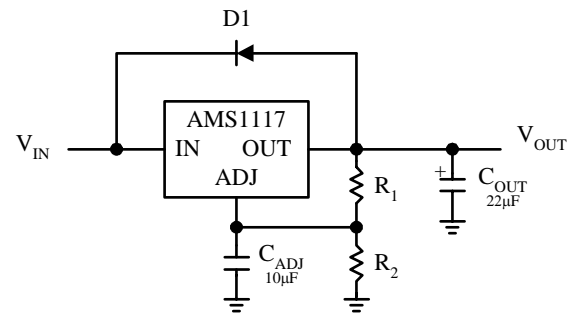 D1
AMS1117
V_IN
IN OUT
V_OUT
ADJ
R_1
+ C_OUT
22µF
C_ADJ
10µF
R_2